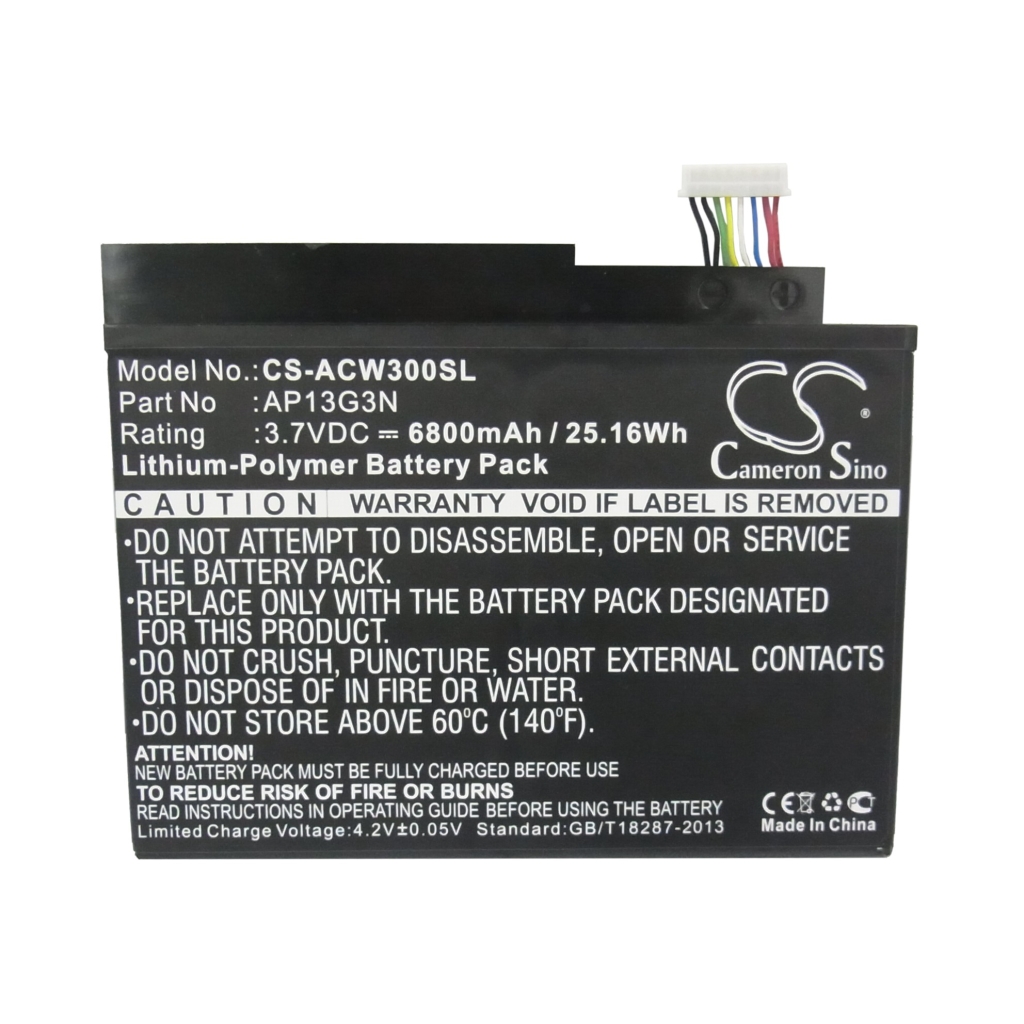 Model No.:CS-ACW300SL
Part No :AP13G3N
Rating :3.7VDC ⎓ 6800mAh / 25.16Wh
Lithium-Polymer Battery Pack
CS ®
Cameron Sino
CAUTION WARRANTY VOID IF LABEL IS REMOVED
•DO NOT ATTEMPT TO DISASSEMBLE, OPEN OR SERVICE
THE BATTERY PACK.
•REPLACE ONLY WITH THE BATTERY PACK DESIGNATED
FOR THIS PRODUCT.
•DO NOT CRUSH, PUNCTURE, SHORT EXTERNAL CONTACTS
OR DISPOSE OF IN FIRE OR WATER.
•DO NOT STORE ABOVE 60°C (140°F).
ATTENTION!
NEW BATTERY PACK MUST BE FULLY CHARGED BEFORE USE
TO REDUCE RISK OF FIRE OR BURNS
READ INSTRUCTIONS IN OPERATING GUIDE BEFORE USE BATTERY
Limited Charge Voltage:4.2V±0.05V Standard:GB/T18287-2013
CE PCT
Made In China